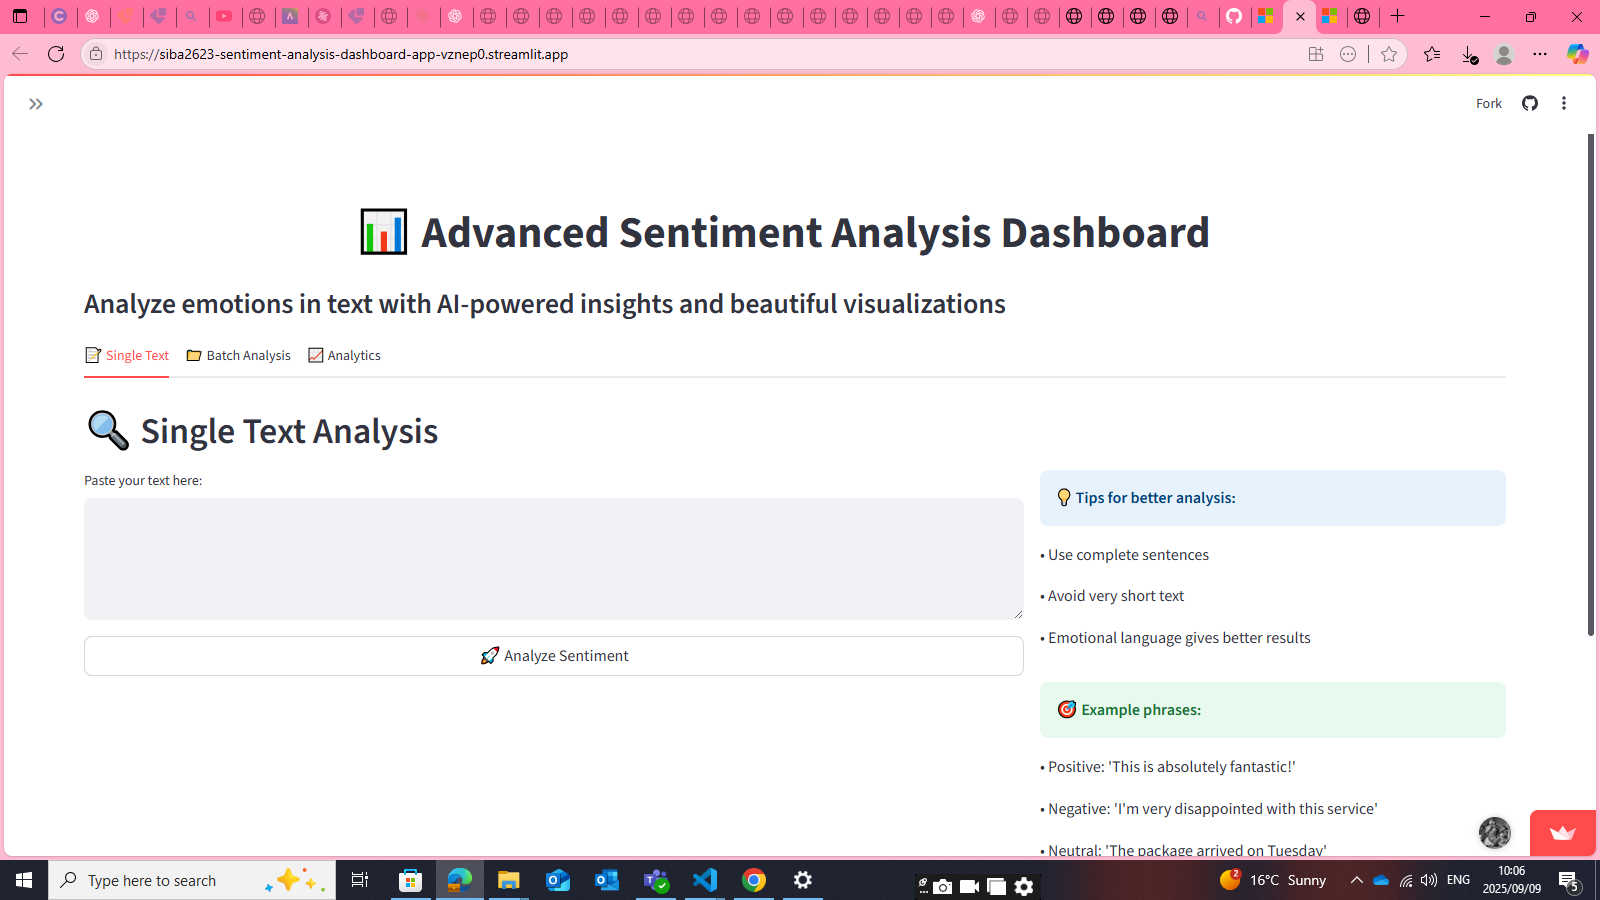 https://siba2623-sentiment-analysis-dashboard-app-vznep0.streamlit.app
Fork
Advanced Sentiment Analysis Dashboard
Analyze emotions in text with AI-powered insights and beautiful visualizations
Single Text
Batch Analysis
Analytics
Single Text Analysis
Paste your text here:
Analyze Sentiment
Tips for better analysis:
• Use complete sentences
• Avoid very short text
• Emotional language gives better results
Example phrases:
• Positive: 'This is absolutely fantastic!'
• Negative: 'I'm very disappointed with this service'
• Neutral: 'The package arrived on Tuesday'
Type here to search
2
16°C Sunny
ENG
10:06
2025/09/09
5